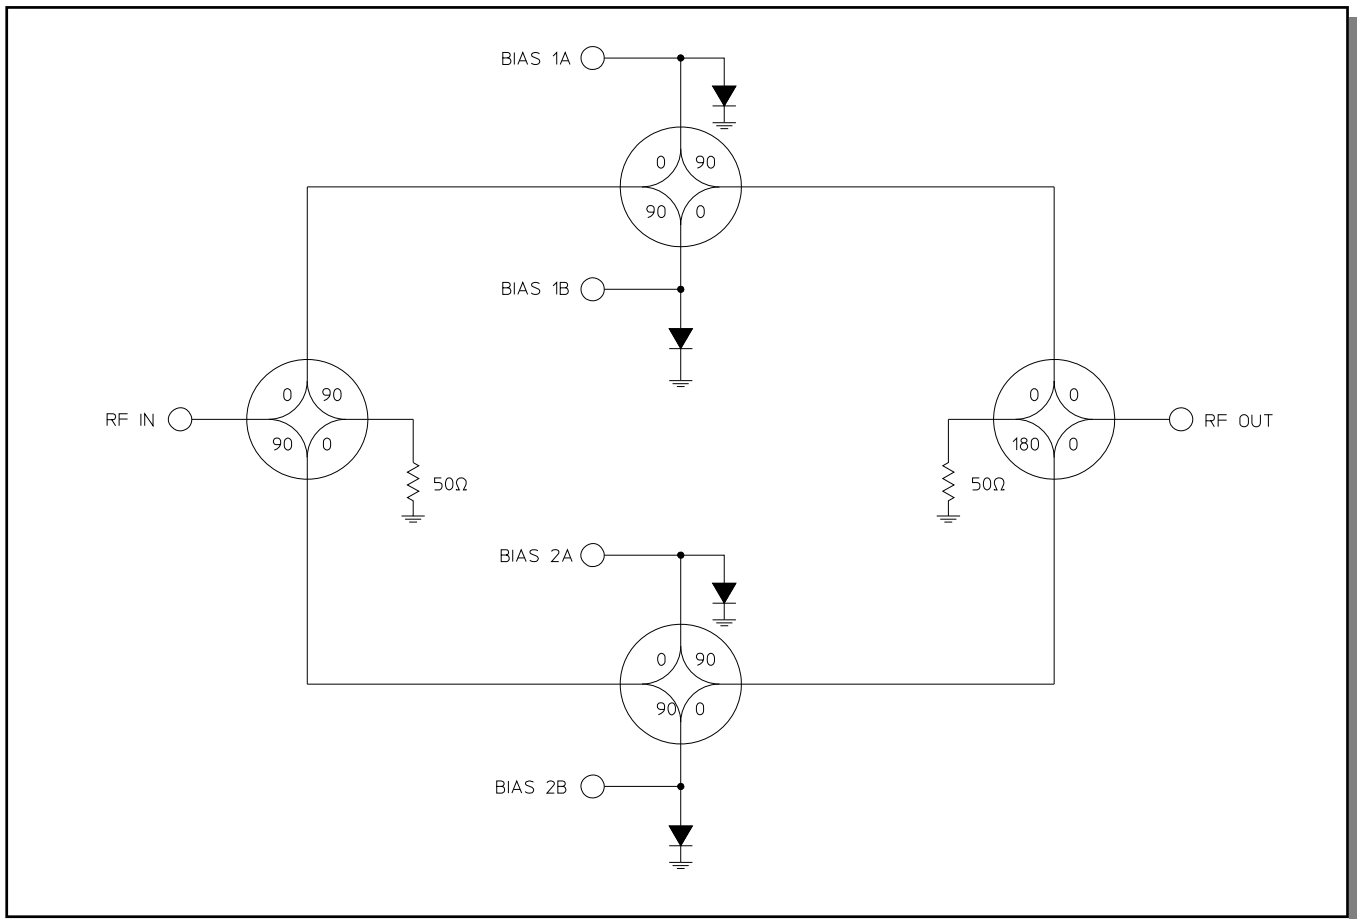 BIAS 1A
0 90
90 0
BIAS 1B
0 90
90 0
RF IN
50Ω
0 0
180 0
RF OUT
50Ω
BIAS 2A
0 90
90 0
BIAS 2B